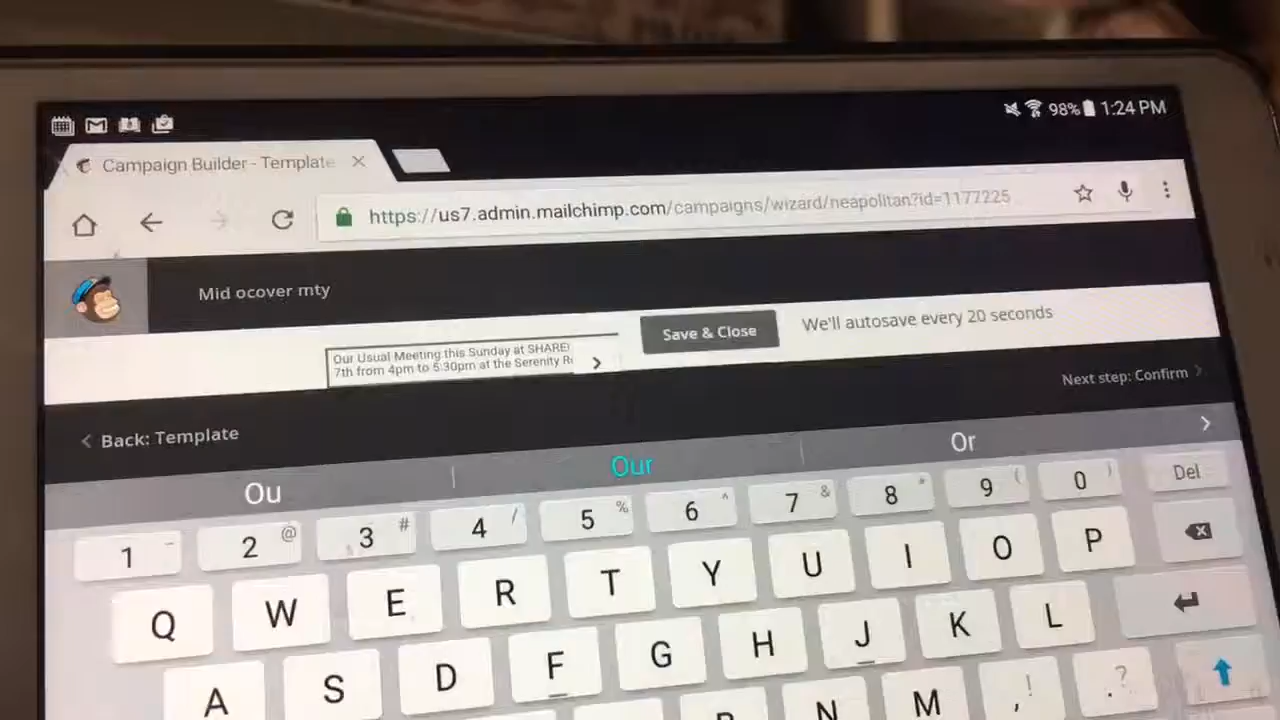 98% 1:24 PM
Campaign Builder - Template
https://us7.admin.mailchimp.com/campaigns/wizard/neapolitan?id=1177225
Mid ocover mty
Save & Close We'll autosave every 20 seconds
Our Usual Meeting this Sunday at SHARE!
7th from 4pm to 5:30pm at the Serenity
Next step: Confirm
Back: Template
Ou Our Or
1 2 @ 3 # 4 / 5 % 6 ^ 7 & 8 * 9 ( 0 ) Del
Q W E R T Y U I O P
A S D F G H J K L
N M , ! . ?